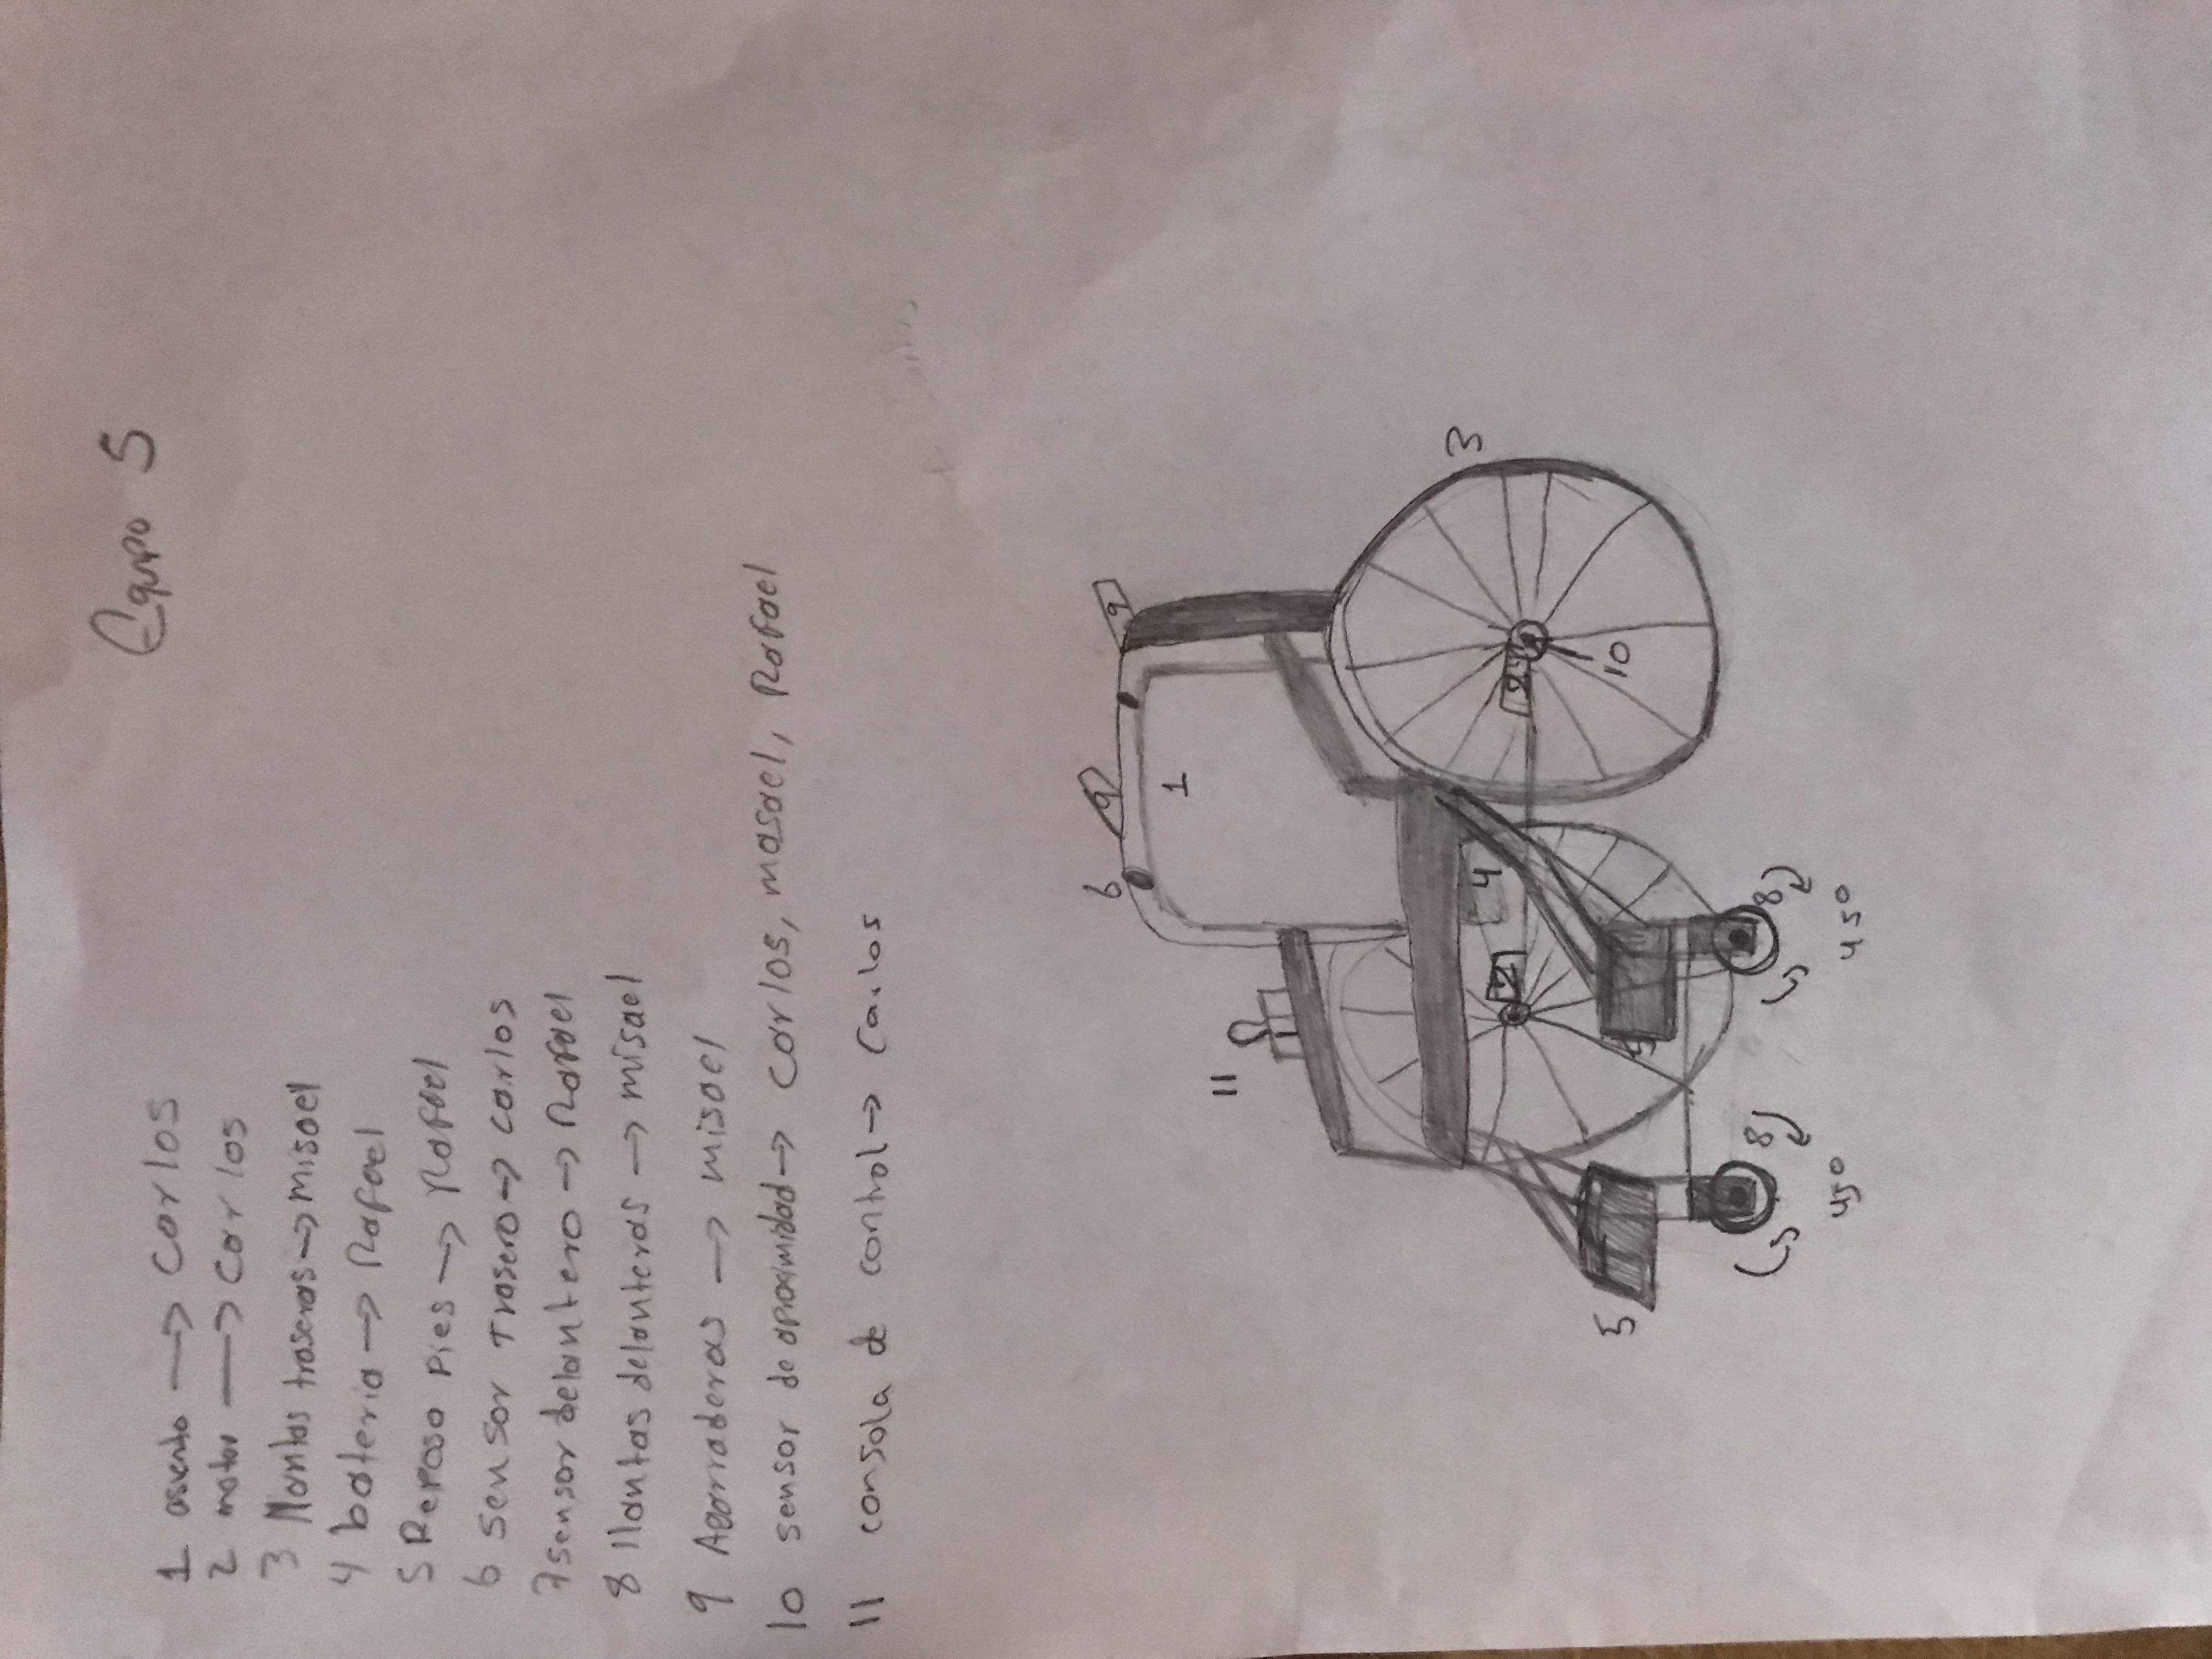 Equipo 5
1 asiento → Carlos
2 motor → Carlos
3 llantas traseras → misael
4 bateria → Rafael
5 Reposa pies → Rafael
6 sensor trasero → carlos
7 sensor delantero → Rafael
8 llantas delanteras → misael
9 Agarraderas → misael
10 sensor de aproximidad → Carlos, masael, Rafael
11 consola de control → Carlos
6 9 9
1
11
3
4
2 2
10
5 5
8 8
45° 45°